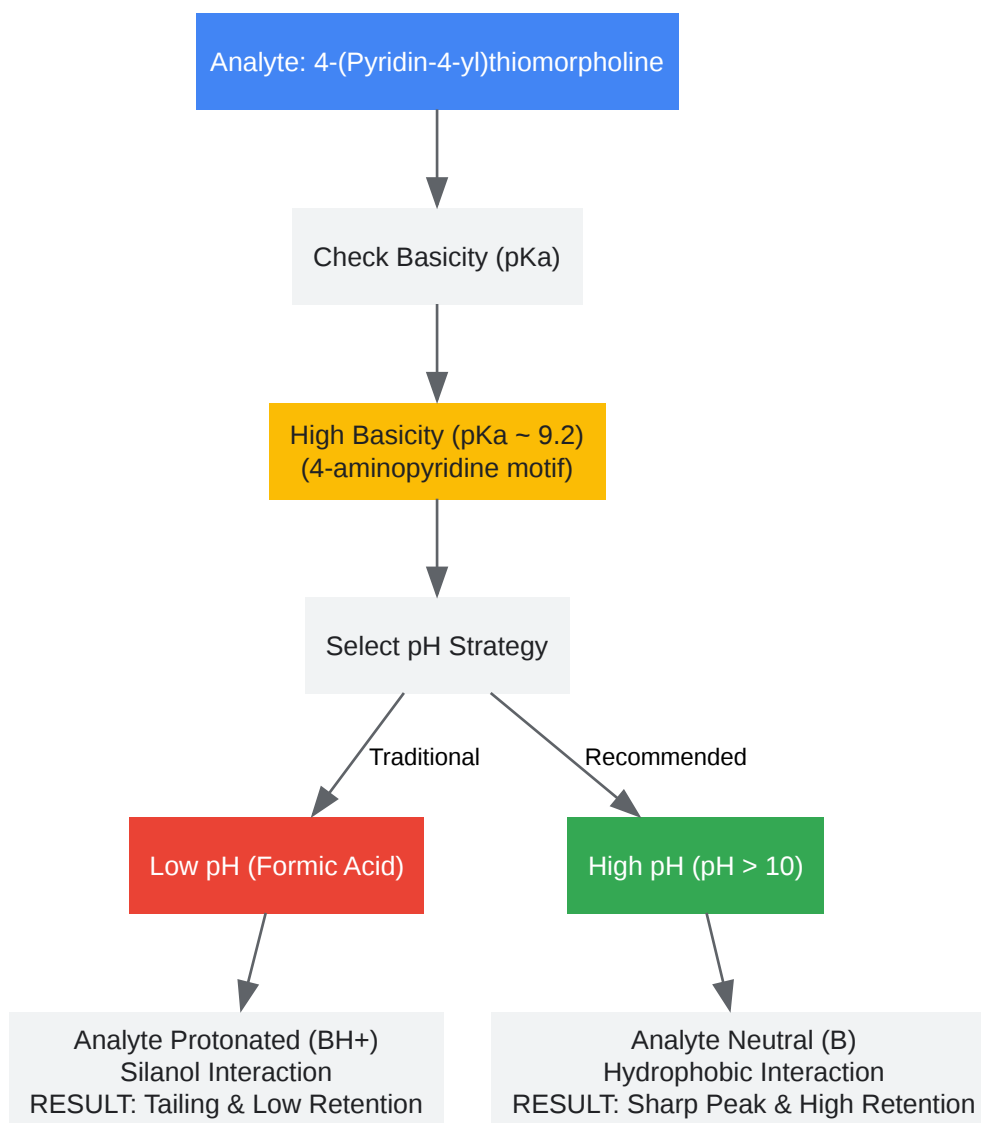 Analyte: 4-(Pyridin-4-yl)thiomorpholine
Check Basicity (pKa)
High Basicity (pKa ~ 9.2)
(4-aminopyridine motif)
Select pH Strategy
Traditional
Recommended
Low pH (Formic Acid)
High pH (pH > 10)
Analyte Protonated (BH+)
Silanol Interaction
RESULT: Tailing & Low Retention
Analyte Neutral (B)
Hydrophobic Interaction
RESULT: Sharp Peak & High Retention